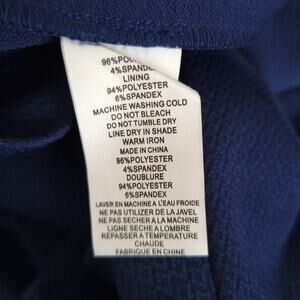 96%POL
4%SPANDEX
LINING
94%POLYESTER
6%SPANDEX
MACHINE WASHING COLD
DO NOT BLEACH
DO NOT TUMBLE DRY
LINE DRY IN SHADE
WARM IRON
MADE IN CHINA
96%POLYESTER
4%SPANDEX
DOUBLURE
94%POLYESTER
6%SPANDEX
LAVER EN MACHINE A L'EAU FROIDE
NE PAS UTILIZER DE LA JAVEL
NE PAS SECHER A LA MACHINE
LIGNE SECHE A LOMBRE
REPASSER A TEMPERATURE
CHAUDE
FABRIQUE EN CHINE